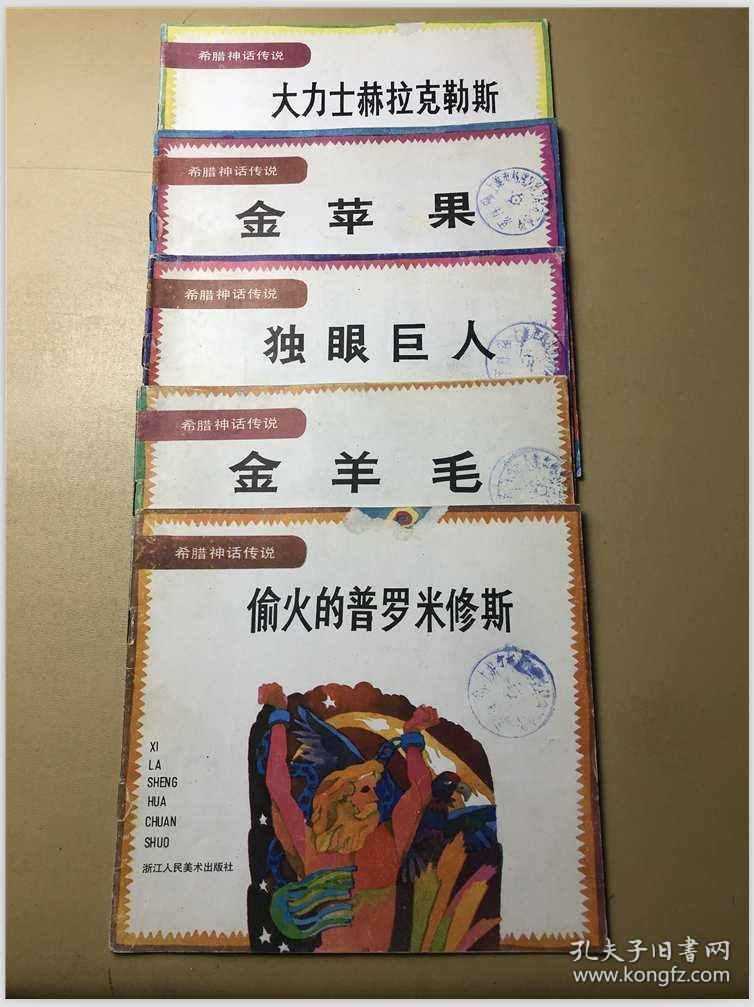 希腊神话传说
大力士赫拉克勒斯
希腊神话传说
金苹果
希腊神话传说
独眼巨人
希腊神话传说
金羊毛
希腊神话传说
偷火的普罗米修斯
XI
LA
SHENG
HUA
CHUAN
SHUO
浙江人民美术出版社
孔夫子旧书网
www.kongfz.com